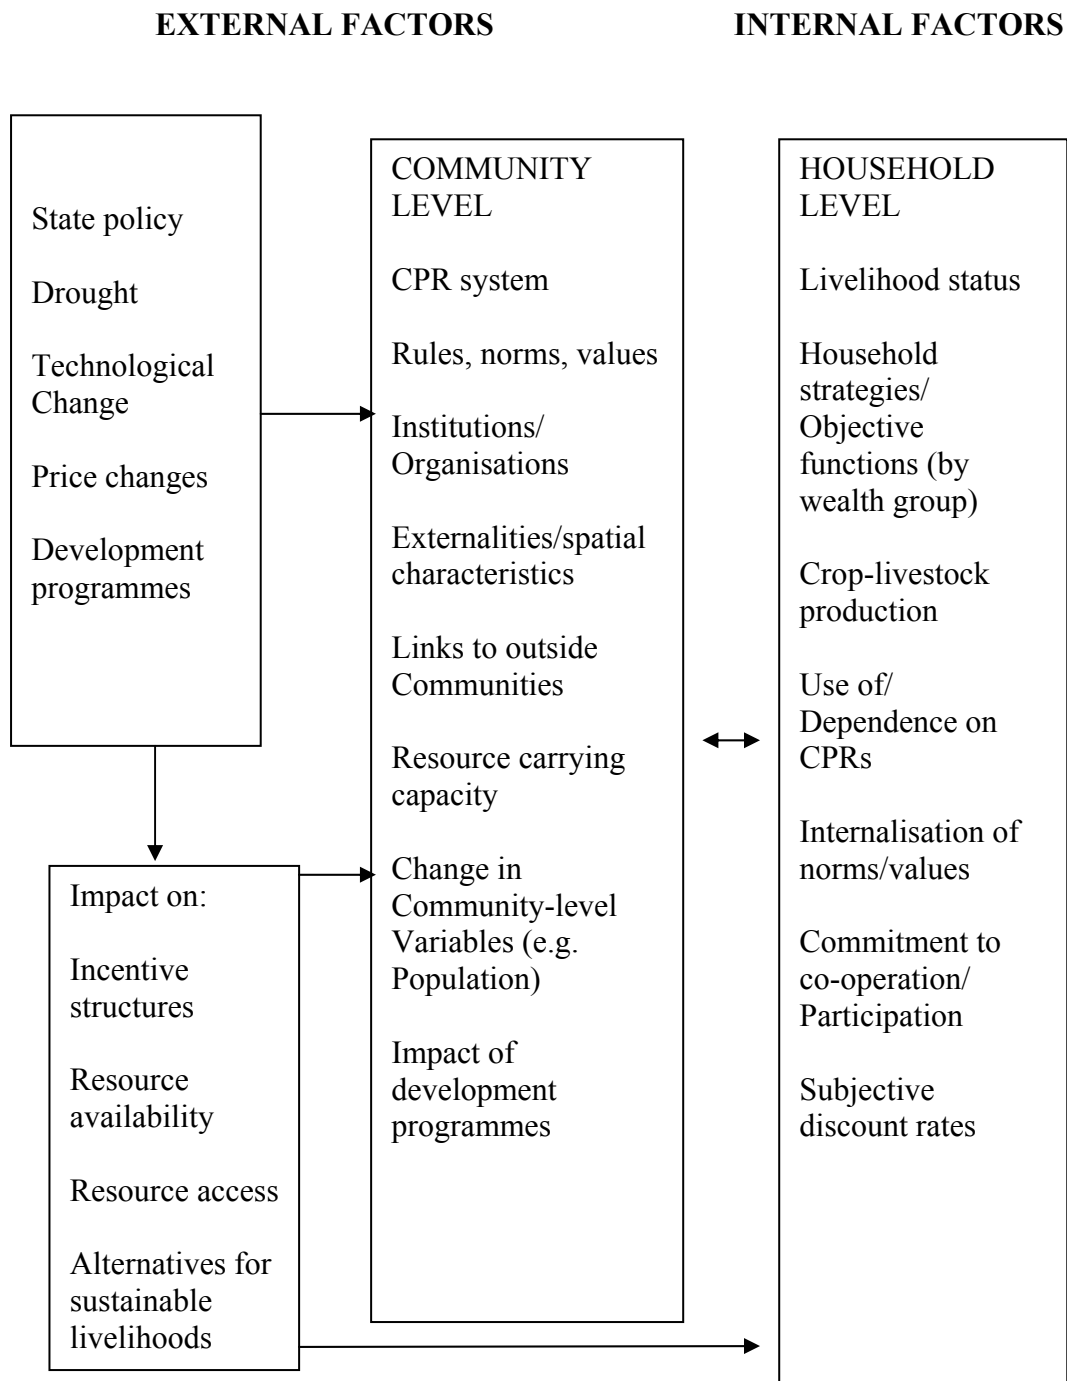 EXTERNAL FACTORS
INTERNAL FACTORS
State policy
Drought
Technological
Change
Price changes
Development
programmes
Impact on:
Incentive
structures
Resource
availability
Resource access
Alternatives for
sustainable
livelihoods
COMMUNITY
LEVEL
CPR system
Rules, norms, values
Institutions/
Organisations
Externalities/spatial
characteristics
Links to outside
Communities
Resource carrying
capacity
Change in
Community-level
Variables (e.g.
Population)
Impact of
development
programmes
HOUSEHOLD
LEVEL
Livelihood status
Household
strategies/
Objective
functions (by
wealth group)
Crop-livestock
production
Use of/
Dependence on
CPRs
Internalisation of
norms/values
Commitment to
co-operation/
Participation
Subjective
discount rates